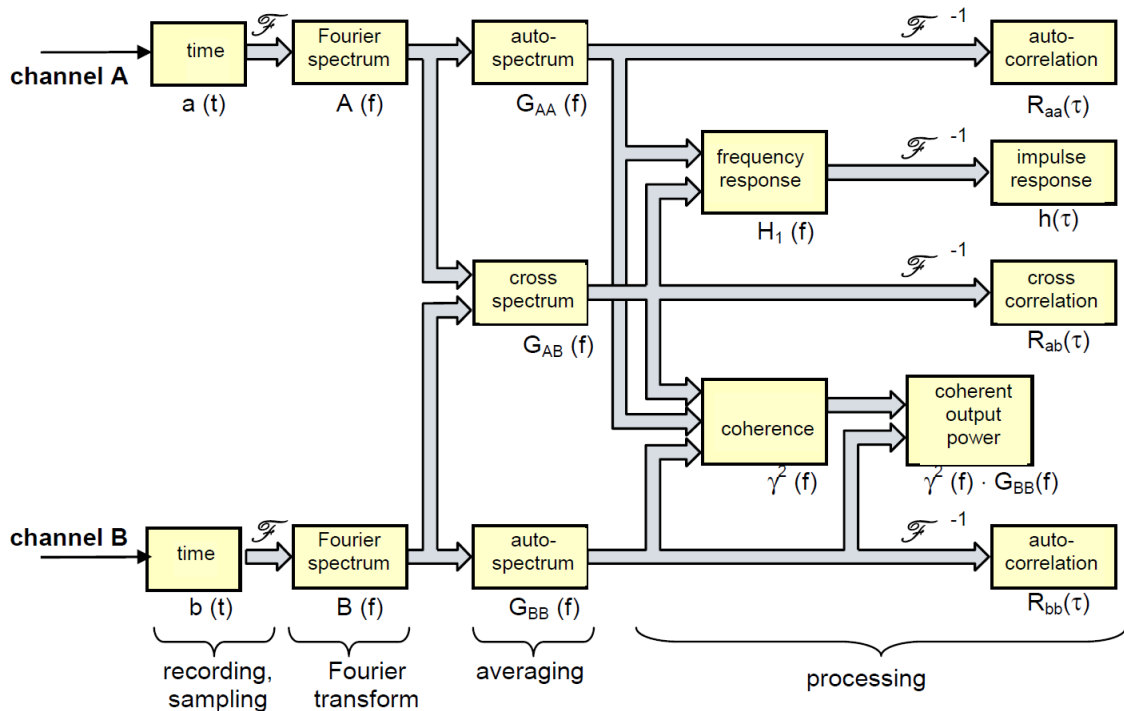 channel A
time
a (t)
ℱ
Fourier
spectrum
A (f)
auto-
spectrum
G_AA (f)
ℱ -1
auto-
correlation
R_aa(τ)
frequency
response
H_1 (f)
ℱ -1
impulse
response
h(τ)
cross
spectrum
G_AB (f)
ℱ -1
cross
correlation
R_ab(τ)
coherence
γ² (f)
coherent
output
power
γ² (f) · G_BB(f)
channel B
time
b (t)
ℱ
Fourier
spectrum
B (f)
auto-
spectrum
G_BB (f)
ℱ -1
auto-
correlation
R_bb(τ)
recording,
sampling
Fourier
transform
averaging
processing